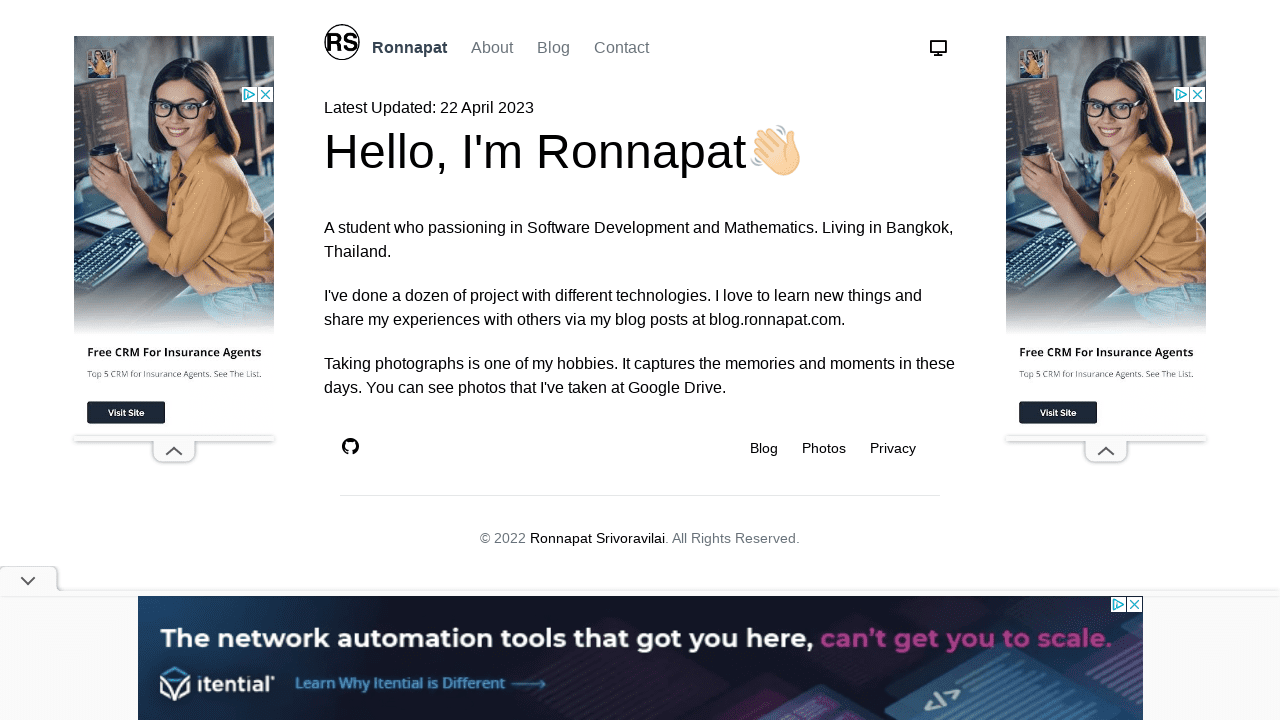 RS
Ronnapat About Blog Contact
Latest Updated: 22 April 2023
Hello, I'm Ronnapat👋🏼
A student who passioning in Software Development and Mathematics. Living in Bangkok,
Thailand.
I've done a dozen of project with different technologies. I love to learn new things and
share my experiences with others via my blog posts at blog.ronnapat.com.
Taking photographs is one of my hobbies. It captures the memories and moments in these
days. You can see photos that I've taken at Google Drive.
Blog Photos Privacy
© 2022 Ronnapat Srivoravilai. All Rights Reserved.
Free CRM For Insurance Agents
Top 5 CRM for Insurance Agents. See The List.
Visit Site
Free CRM For Insurance Agents
Top 5 CRM for Insurance Agents. See The List.
Visit Site
The network automation tools that got you here, can't get you to scale.
itential Learn Why Itential is Different